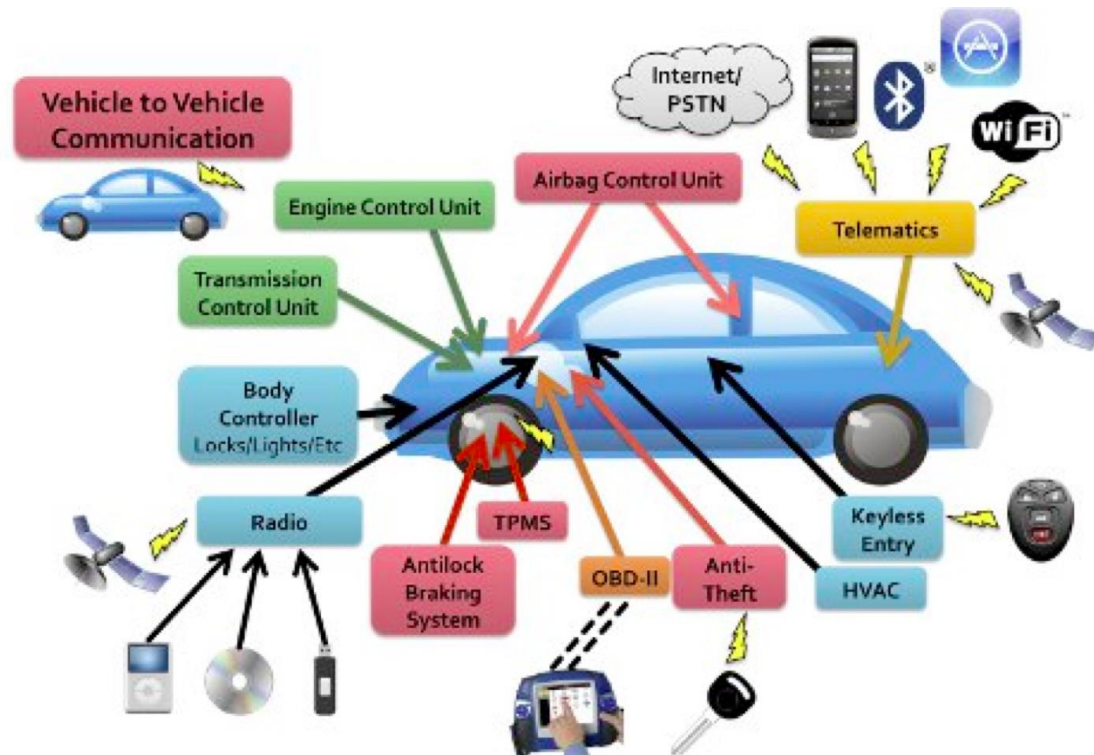 Vehicle to Vehicle
Communication
Internet/
PSTN
®
WiFi™
Engine Control Unit
Airbag Control Unit
Telematics
Transmission
Control Unit
Body
Controller
Locks/Lights/Etc
Radio
TPMS
Antilock
Braking
System
OBD-II
Anti-
Theft
Keyless
Entry
HVAC